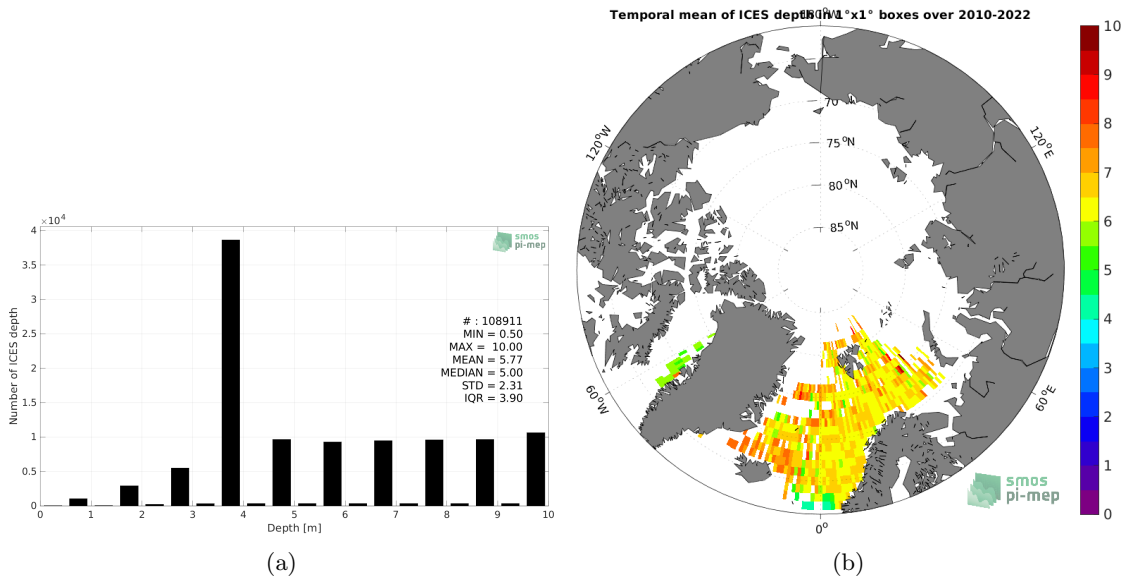 Temporal mean of ICES depth in 1°x1° boxes over 2010-2022
×10⁴
4
3.5
3
2.5
2
1.5
1
0.5
0
Number of ICES depth
smos
pi-mep
# : 108911
MIN = 0.50
MAX = 10.00
MEAN = 5.77
MEDIAN = 5.00
STD = 2.31
IQR = 3.90
0 1 2 3 4 5 6 7 8 9 10
Depth [m]
(a)
180°W
120°W
120°E
60°W
60°E
0°
70
75°N
80°N
85°N
smos
pi-mep
10
9
8
7
6
5
4
3
2
1
0
(b)